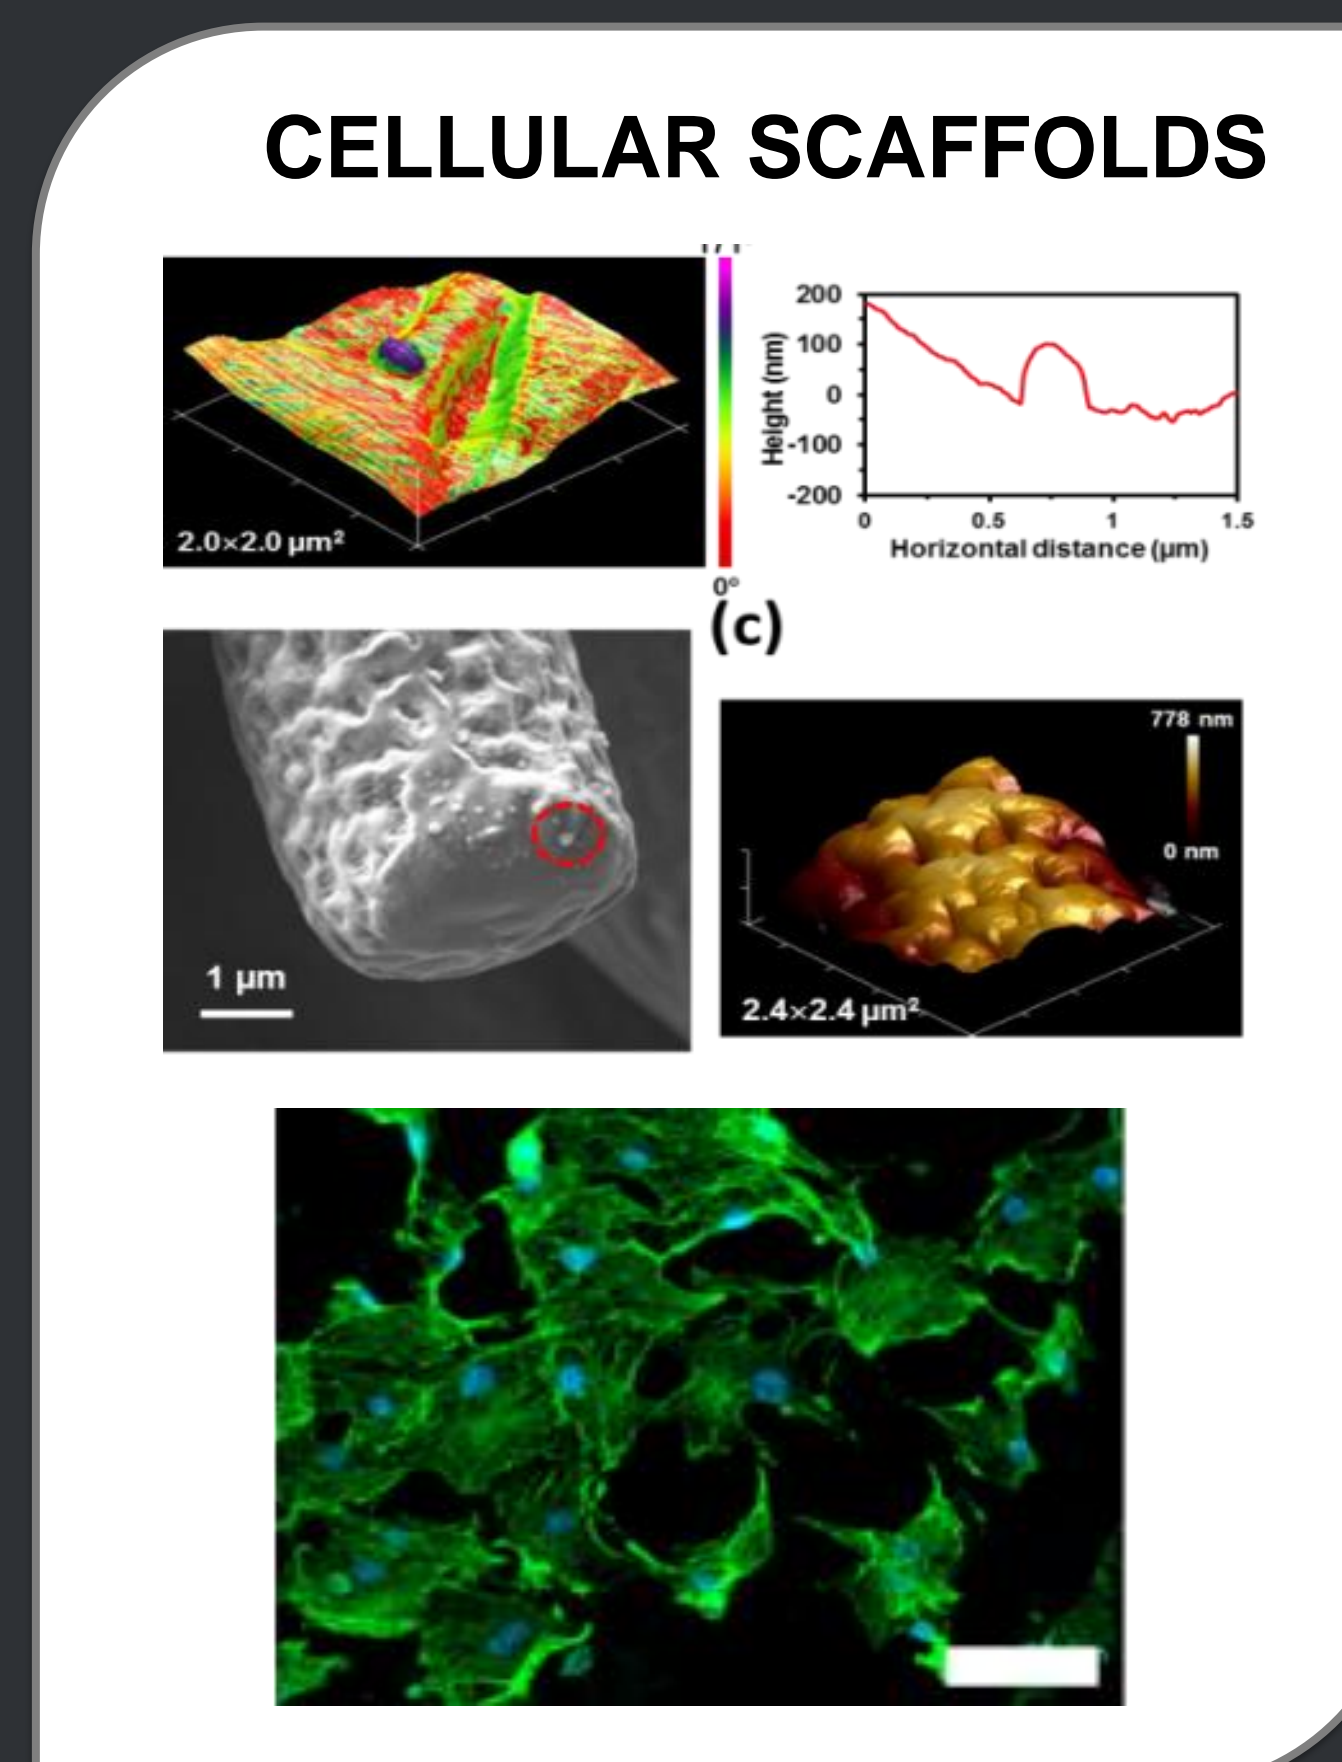 CELLULAR SCAFFOLDS
2.0×2.0 µm²
0°
200
100
0
-100
-200
Height (nm)
0 0.5 1 1.5
Horizontal distance (µm)
(c)
1 µm
778 nm
0 nm
2.4×2.4 µm²